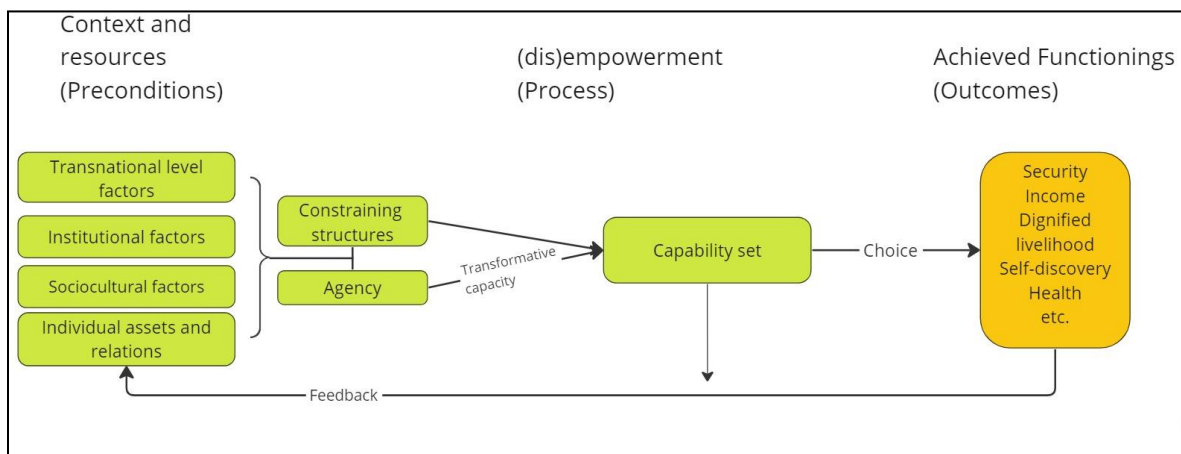 Context and
resources
(Preconditions)
(dis)empowerment
(Process)
Achieved Functionings
(Outcomes)
Transnational level
factors
Institutional factors
Sociocultural factors
Individual assets and
relations
Constraining
structures
Agency
Transformative
capacity
Capability set
Choice
Security
Income
Dignified
livelihood
Self-discovery
Health
etc.
Feedback